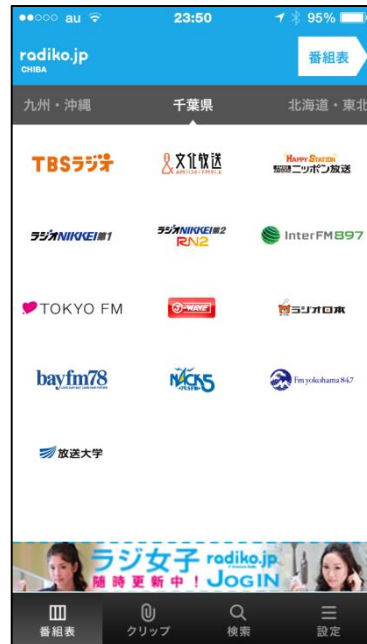 au 23:50 95%
radiko.jp
CHIBA
番組表
九州・沖縄 千葉県 北海道・東北
TBSラジオ 文化放送 HAPPY STATION ニッポン放送
ラジオNIKKEI第1 ラジオNIKKEI第2 RN2 InterFM897
TOKYO FM J-WAVE ラジオ日本
bayfm78 NACK5 Fm yokohama 84.7
放送大学
ラジ女子 radiko.jp
随時更新中! JOGIN
番組表 クリップ 検索 設定